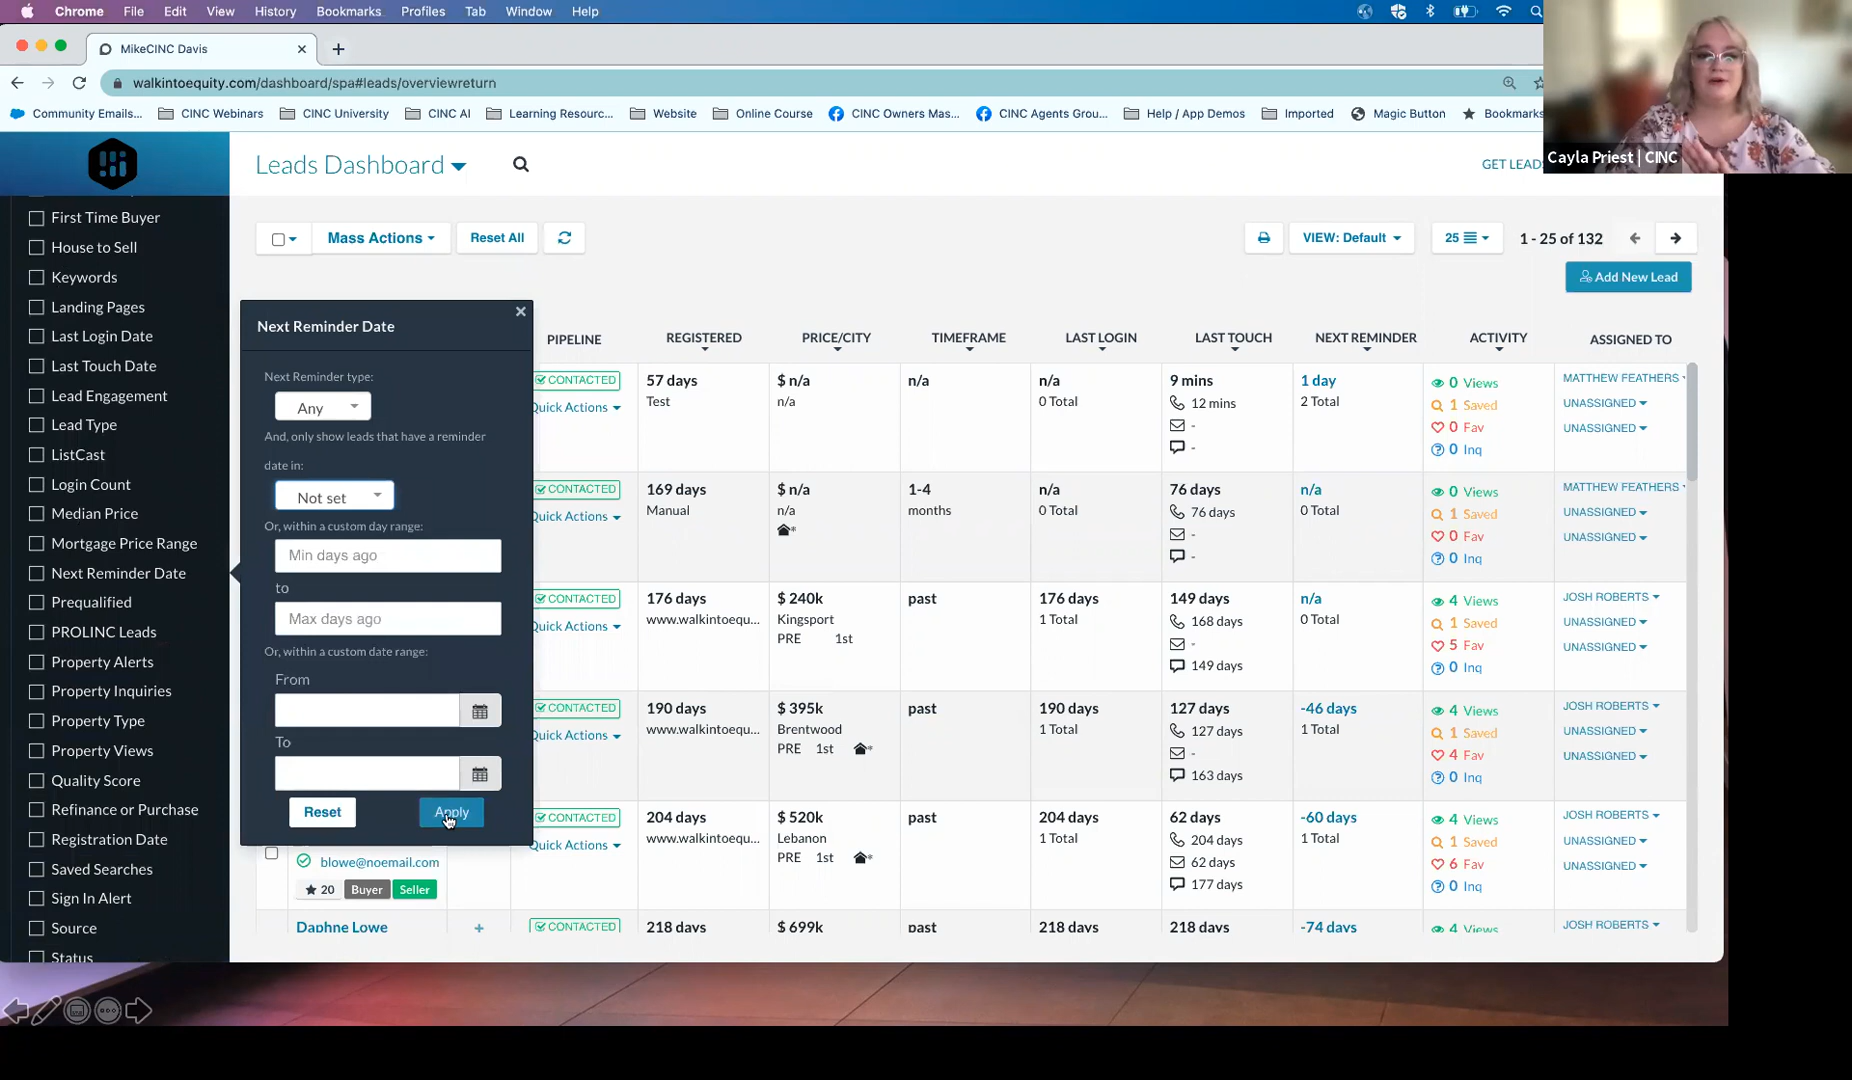 Chrome File Edit View History Bookmarks Profiles Tab Window Help
MikeCINC Davis
walkintoequity.com/dashboard/spa#leads/overviewreturn
Community Emails... CINC Webinars CINC University CINC AI Learning Resourc... Website Online Course CINC Owners Mas... CINC Agents Grou... Help / App Demos Imported Magic Button Bookmarks
Cayla Priest | CINC
Leads Dashboard
GET LEADS
Mass Actions Reset All VIEW: Default 25 1 - 25 of 132
Add New Lead
First Time Buyer
House to Sell
Keywords
Landing Pages
Last Login Date
Last Touch Date
Lead Engagement
Lead Type
ListCast
Login Count
Median Price
Mortgage Price Range
Next Reminder Date
Prequalified
PROLINC Leads
Property Alerts
Property Inquiries
Property Type
Property Views
Quality Score
Refinance or Purchase
Registration Date
Saved Searches
Sign In Alert
Source
Status
Next Reminder Date
Next Reminder type:
Any
And, only show leads that have a reminder
date in:
Not set
Or, within a custom day range:
Min days ago
to
Max days ago
Or, within a custom date range:
From
To
Reset Apply
PIPELINE REGISTERED PRICE/CITY TIMEFRAME LAST LOGIN LAST TOUCH NEXT REMINDER ACTIVITY ASSIGNED TO
CONTACTED 57 days $ n/a n/a n/a 9 mins 1 day 0 Views MATTHEW FEATHERS
Quick Actions Test n/a 0 Total 12 mins 2 Total 1 Saved UNASSIGNED
- 0 Fav UNASSIGNED
- 0 Inq
CONTACTED 169 days $ n/a 1-4 n/a 76 days n/a 0 Views MATTHEW FEATHERS
Quick Actions Manual n/a months 0 Total 76 days 0 Total 1 Saved UNASSIGNED
- 0 Fav UNASSIGNED
- 0 Inq
CONTACTED 176 days $ 240k past 176 days 149 days n/a 4 Views JOSH ROBERTS
Quick Actions www.walkintoequ... Kingsport 1 Total 168 days 0 Total 1 Saved UNASSIGNED
PRE 1st - 5 Fav UNASSIGNED
149 days 0 Inq
CONTACTED 190 days $ 395k past 190 days 127 days -46 days 4 Views JOSH ROBERTS
Quick Actions www.walkintoequ... Brentwood 1 Total 127 days 1 Total 1 Saved UNASSIGNED
PRE 1st - 4 Fav UNASSIGNED
163 days 0 Inq
CONTACTED 204 days $ 520k past 204 days 62 days -60 days 4 Views JOSH ROBERTS
Quick Actions www.walkintoequ... Lebanon 1 Total 204 days 1 Total 1 Saved UNASSIGNED
blowe@noemail.com PRE 1st 62 days 6 Fav UNASSIGNED
20 Buyer Seller 177 days 0 Inq
Daphne Lowe + CONTACTED 218 days $ 699k past 218 days 218 days -74 days 4 Views JOSH ROBERTS